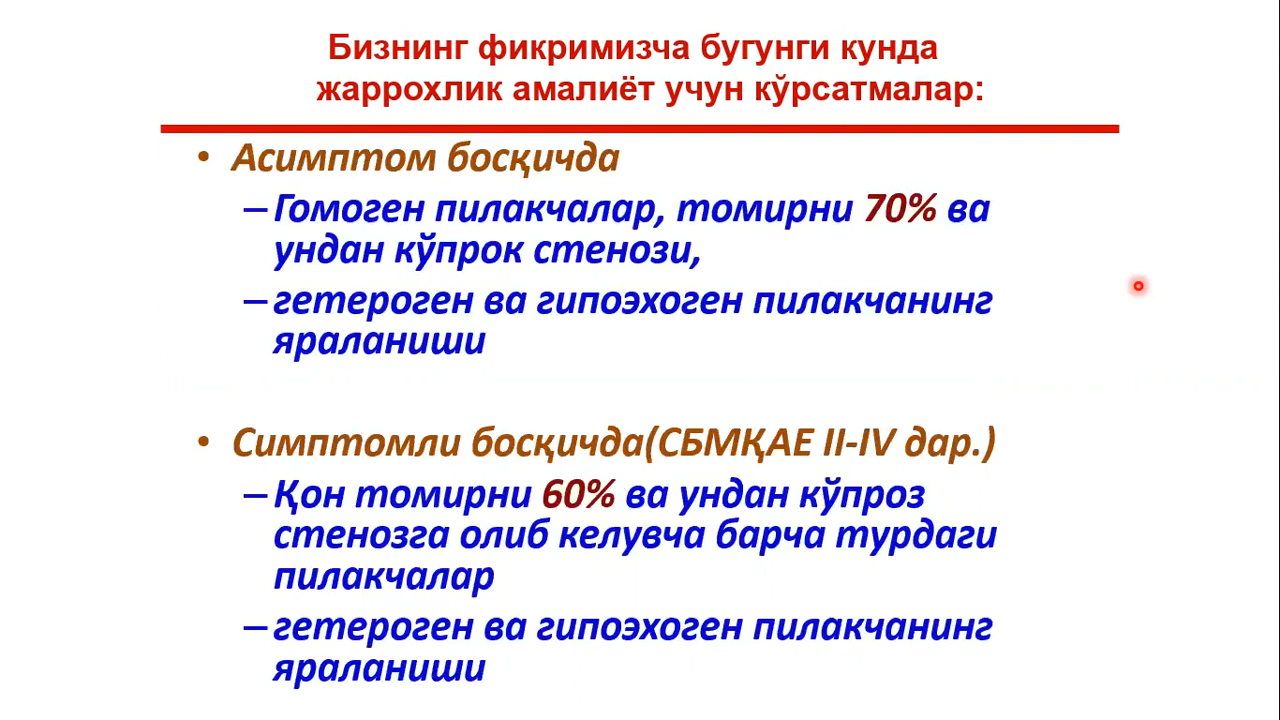 Бизнинг фикримизча бугунги кунда
жаррохлик амалиёт учун кўрсатмалар:
• Асимптом босқичда
– Гомоген пилакчалар, томирни 70% ва
ундан кўпрок стенози,
– гетероген ва гипоэхоген пилакчанинг
яраланиши
• Симптомли босқичда(СБМҚАЕ II-IV дар.)
– Қон томирни 60% ва ундан кўпроз
стенозга олиб келувча барча турдаги
пилакчалар
– гетероген ва гипоэхоген пилакчанинг
яраланиши